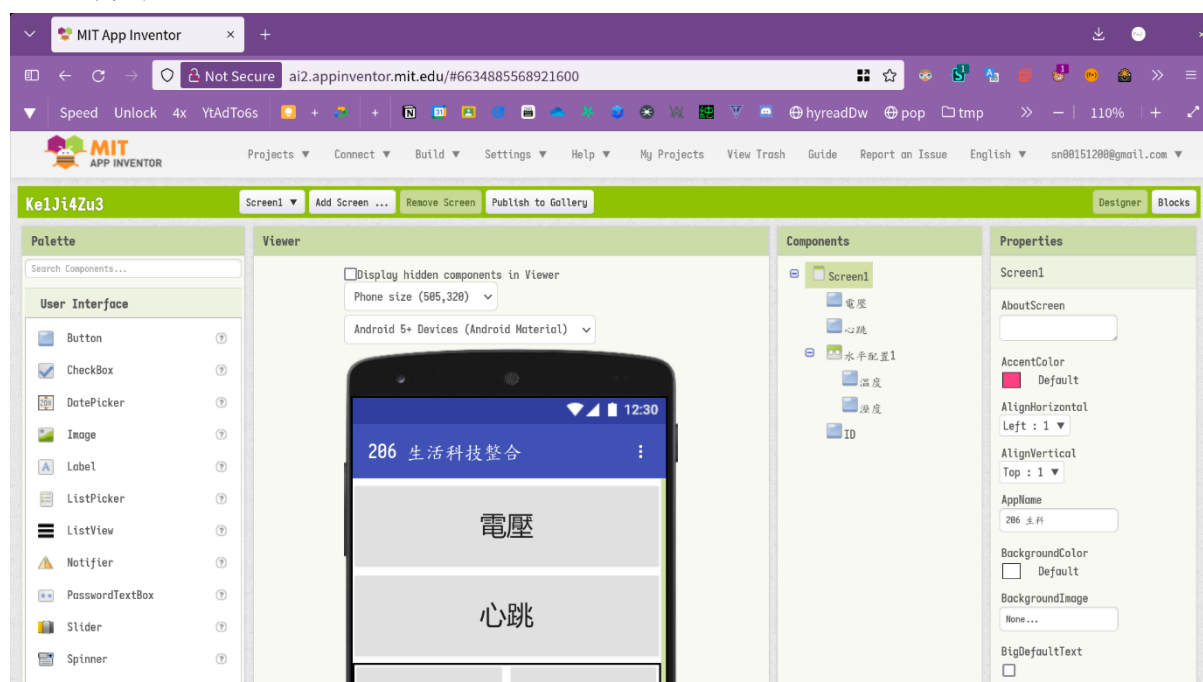 MIT App Inventor
Not Secure ai2.appinventor.mit.edu/#6634885568921600
Speed Unlock 4x YtAdTo6s hyreadDw pop tmp 110%
MIT
APP INVENTOR
Projects Connect Build Settings Help My Projects View Trash Guide Report an Issue English sn00151200@gmail.com
Ke1Ji4Zu3 Screen1 Add Screen ... Remove Screen Publish to Gallery Designer Blocks
Palette
Search Components...
User Interface
Button
CheckBox
DatePicker
Image
Label
ListPicker
ListView
Notifier
PasswordTextBox
Slider
Spinner
Viewer
Display hidden components in Viewer
Phone size (505,320)
Android 5+ Devices (Android Material)
12:30
206 生活科技整合
電壓
心跳
Components
Screen1
電壓
心跳
水平配置1
溫度
溼度
ID
Properties
Screen1
AboutScreen
AccentColor
Default
AlignHorizontal
Left : 1
AlignVertical
Top : 1
AppName
206 生科
BackgroundColor
Default
BackgroundImage
None...
BigDefaultText